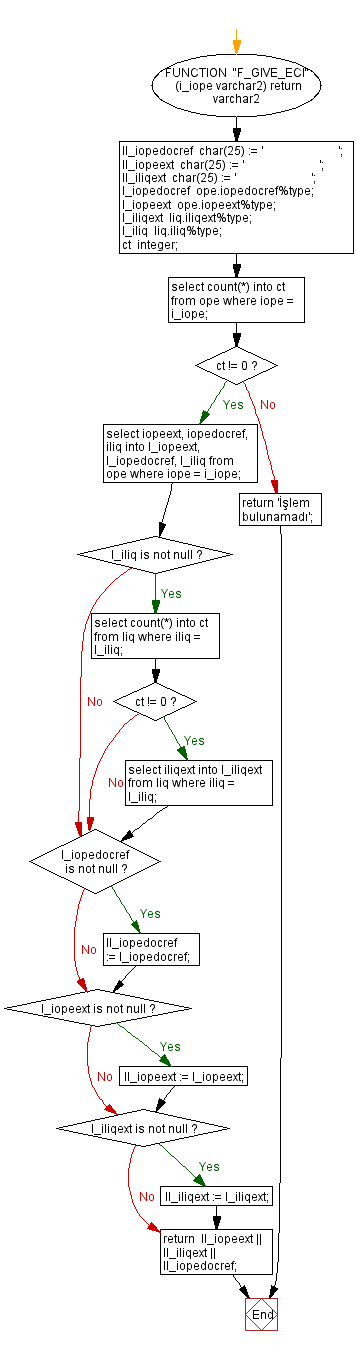 FUNCTION "F_GIVE_ECI"
(i_iope varchar2) return
varchar2
ll_iopedocref char(25) := ' ';
ll_iopeext char(25) := ' ';
ll_iliqext char(25) := ' ';
l_iopedocref ope.iopedocref%type;
l_iopeext ope.iopeext%type;
l_iliqext liq.iliqext%type;
l_iliq liq.iliq%type;
ct integer;
select count(*) into ct
from ope where iope =
i_iope;
ct != 0 ?
Yes
No
select iopeext, iopedocref,
iliq into l_iopeext,
l_iopedocref, l_iliq from
ope where iope = i_iope;
return 'İşlem
bulunamadı';
l_iliq is not null ?
Yes
select count(*) into ct
from liq where iliq =
l_iliq;
No
ct != 0 ?
Yes
No
select iliqext into l_iliqext
from liq where iliq =
l_iliq;
l_iopedocref
is not null ?
Yes
No
ll_iopedocref
:= l_iopedocref;
l_iopeext is not null ?
Yes
No
ll_iopeext := l_iopeext;
l_iliqext is not null ?
Yes
No
ll_iliqext := l_iliqext;
return ll_iopeext ||
ll_iliqext ||
ll_iopedocref;
End